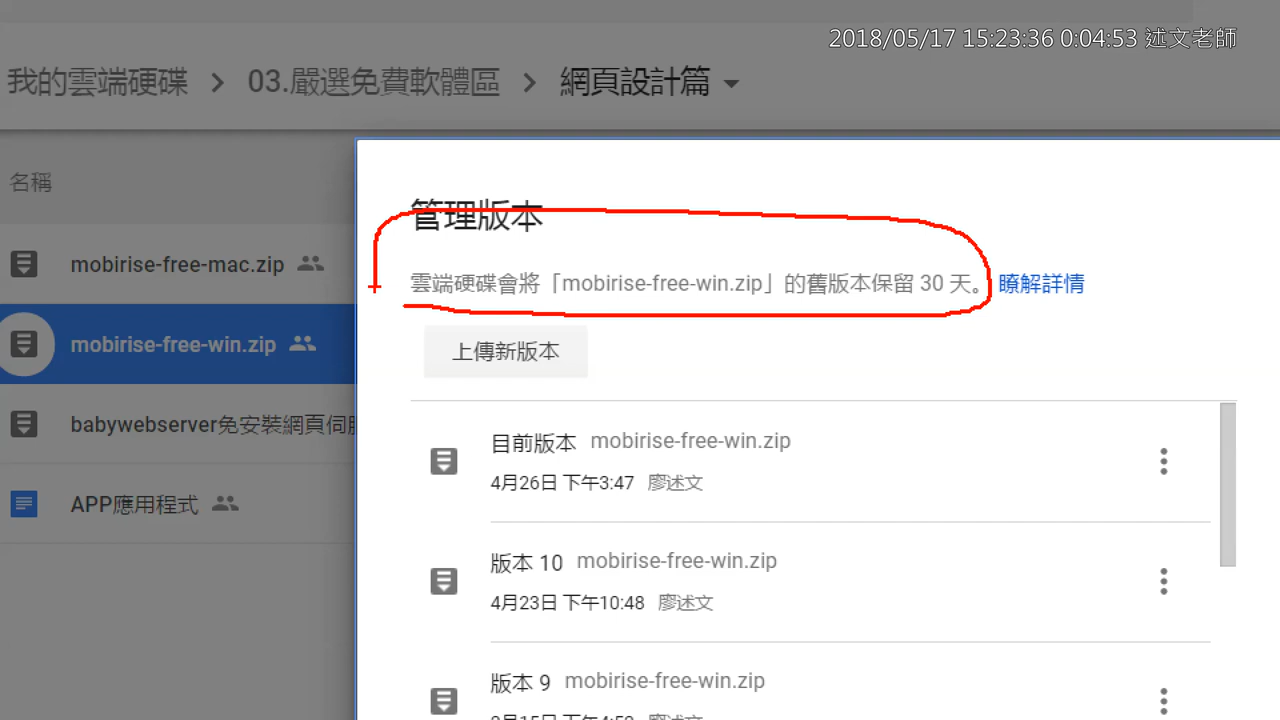 2018/05/17 15:23:36 0:04:53 述文老師
我的雲端硬碟 > 03.嚴選免費軟體區 > 網頁設計篇
名稱
mobirise-free-mac.zip
mobirise-free-win.zip
babywebserver免安裝網頁伺
APP應用程式
管理版本
雲端硬碟會將「mobirise-free-win.zip」的舊版本保留 30 天。瞭解詳情
上傳新版本
目前版本 mobirise-free-win.zip
4月26日 下午3:47 廖述文
版本 10 mobirise-free-win.zip
4月23日 下午10:48 廖述文
版本 9 mobirise-free-win.zip